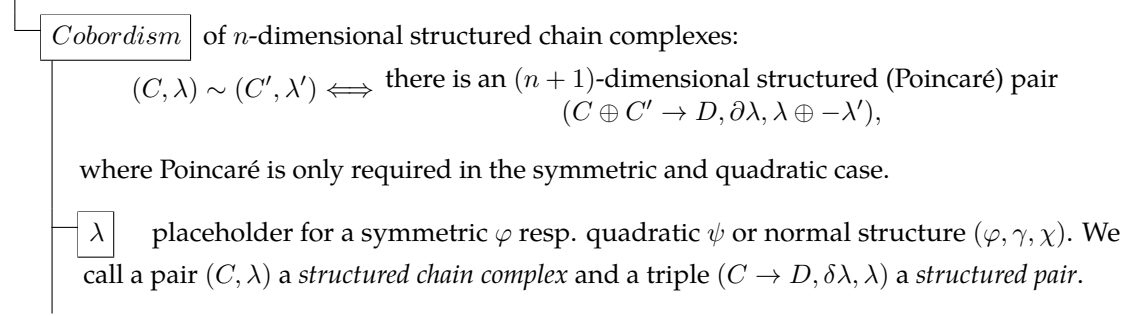 Cobordism of n-dimensional structured chain complexes:
(C, λ) ∼ (C′, λ′) ⟺ there is an (n + 1)-dimensional structured (Poincaré) pair
(C ⊕ C′ → D, ∂λ, λ ⊕ −λ′),
where Poincaré is only required in the symmetric and quadratic case.
λ placeholder for a symmetric φ resp. quadratic ψ or normal structure (φ, γ, χ). We
call a pair (C, λ) a structured chain complex and a triple (C → D, δλ, λ) a structured pair.